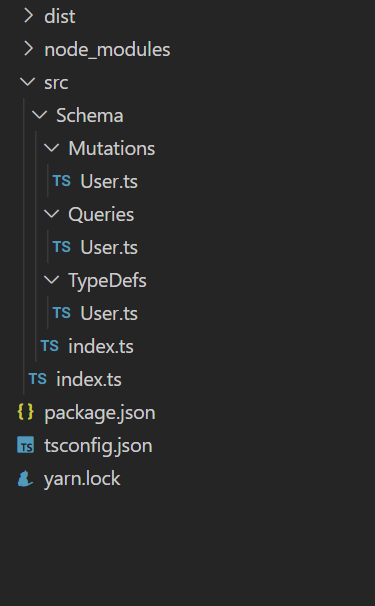 dist
node_modules
src
Schema
Mutations
TS User.ts
Queries
TS User.ts
TypeDefs
TS User.ts
TS index.ts
TS index.ts
{ } package.json
TS tsconfig.json
yarn.lock